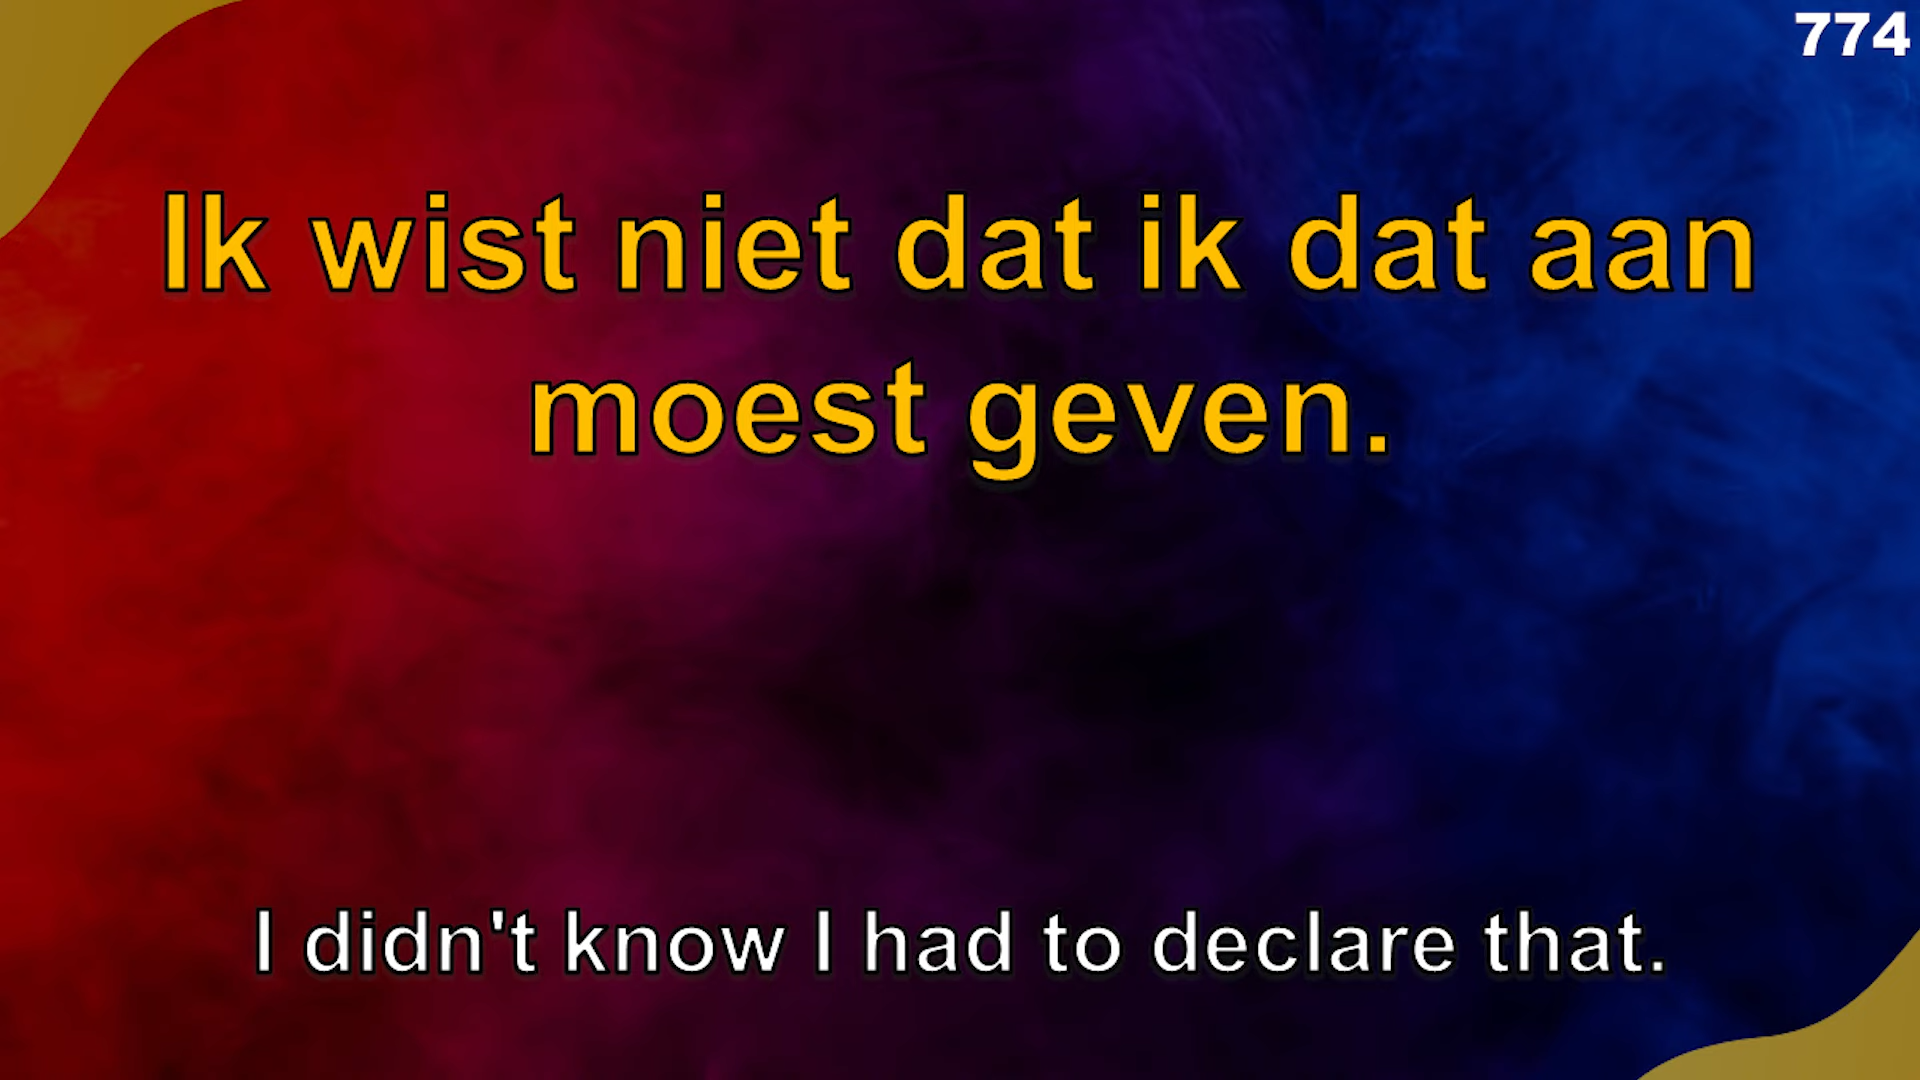 774
Ik wist niet dat ik dat aan
moest geven.
I didn't know I had to declare that.